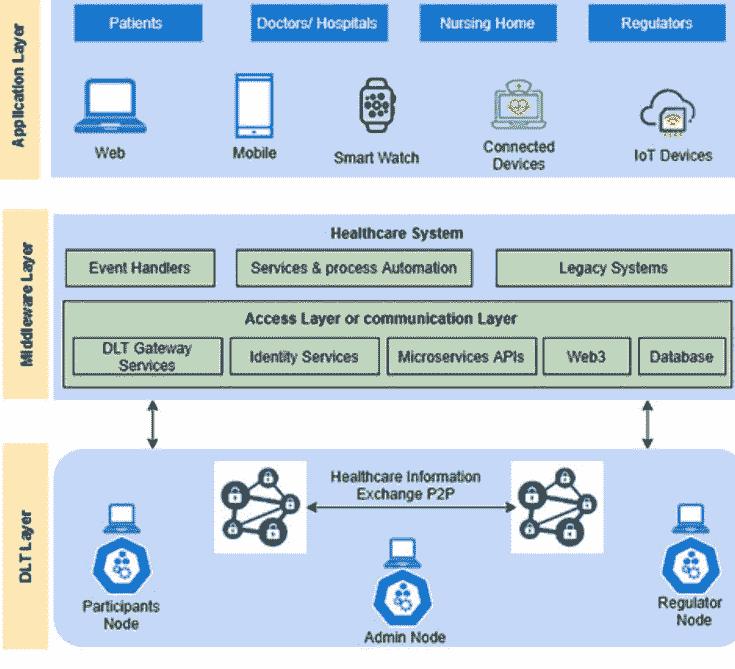 Application Layer
Patients
Doctors/ Hospitals
Nursing Home
Regulators
Web
Mobile
Smart Watch
Connected
Devices
IoT Devices
Middleware Layer
Healthcare System
Event Handlers
Services & process Automation
Legacy Systems
Access Layer or communication Layer
DLT Gateway
Services
Identity Services
Microservices APIs
Web3
Database
DLT Layer
Healthcare Information
Exchange P2P
Participants
Node
Admin Node
Regulator
Node